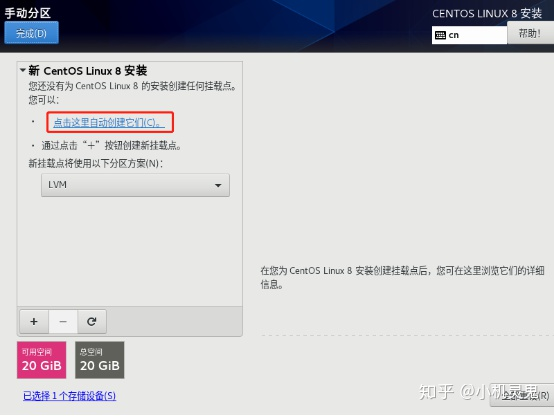 手动分区
CENTOS LINUX 8 安装
完成(D)
cn
帮助!
新 CentOS Linux 8 安装
您还没有为 CentOS Linux 8 的安装创建任何挂载点。
您可以:
· 点击这里自动创建它们(C)。
· 通过点击“+”按钮创建新挂载点。
新挂载点将使用以下分区方案(N):
LVM
在您为 CentOS Linux 8 安装创建挂载点后,您可在这里浏览它们的详细
信息。
+ − 
可用空间
20 GiB
总空间
20 GiB
已选择 1 个存储设备(S)
知乎 @小机灵鬼
(R)